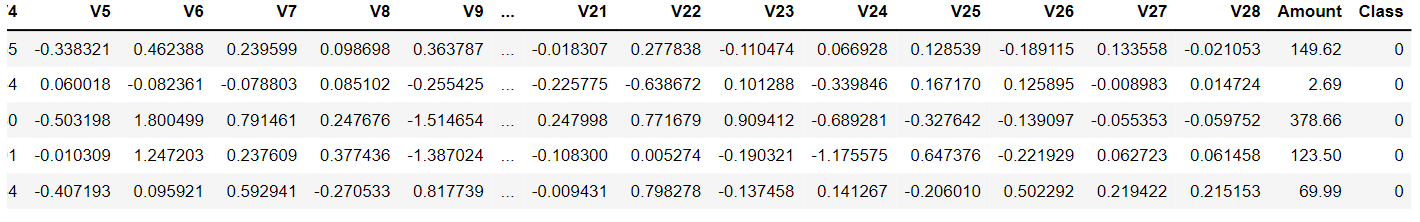 4 V5 V6 V7 V8 V9 ... V21 V22 V23 V24 V25 V26 V27 V28 Amount Class
5 -0.338321 0.462388 0.239599 0.098698 0.363787 ... -0.018307 0.277838 -0.110474 0.066928 0.128539 -0.189115 0.133558 -0.021053 149.62 0
4 0.060018 -0.082361 -0.078803 0.085102 -0.255425 ... -0.225775 -0.638672 0.101288 -0.339846 0.167170 0.125895 -0.008983 0.014724 2.69 0
0 -0.503198 1.800499 0.791461 0.247676 -1.514654 ... 0.247998 0.771679 0.909412 -0.689281 -0.327642 -0.139097 -0.055353 -0.059752 378.66 0
1 -0.010309 1.247203 0.237609 0.377436 -1.387024 ... -0.108300 0.005274 -0.190321 -1.175575 0.647376 -0.221929 0.062723 0.061458 123.50 0
4 -0.407193 0.095921 0.592941 -0.270533 0.817739 ... -0.009431 0.798278 -0.137458 0.141267 -0.206010 0.502292 0.219422 0.215153 69.99 0